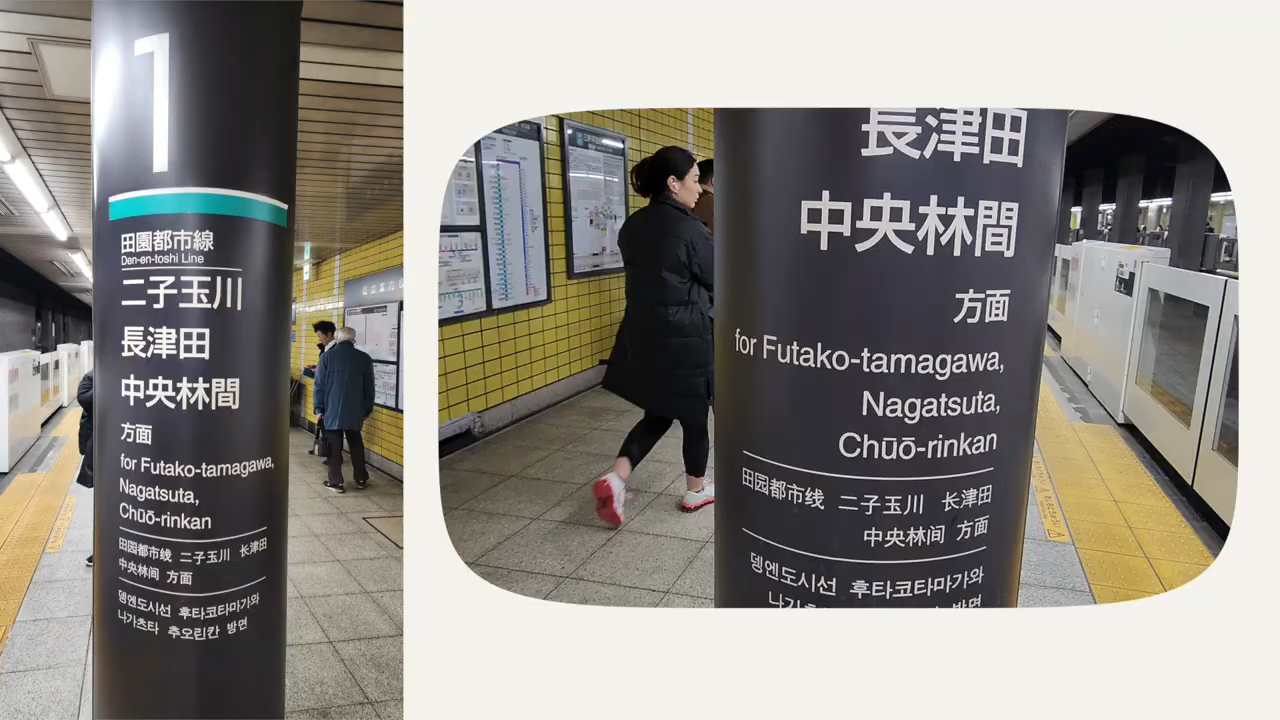 1
田園都市線
Den-en-toshi Line
二子玉川
長津田
中央林間
方面
for Futako-tamagawa,
Nagatsuta,
Chūō-rinkan
田园都市线 二子玉川 长津田
中央林间 方面
뎅엔도시선 후타코타마가와
나가츠타 추오린칸 방면
長津田
中央林間
方面
for Futako-tamagawa,
Nagatsuta,
Chūō-rinkan
田园都市线 二子玉川 长津田
中央林间 方面
뎅엔도시선 후타코타마가와